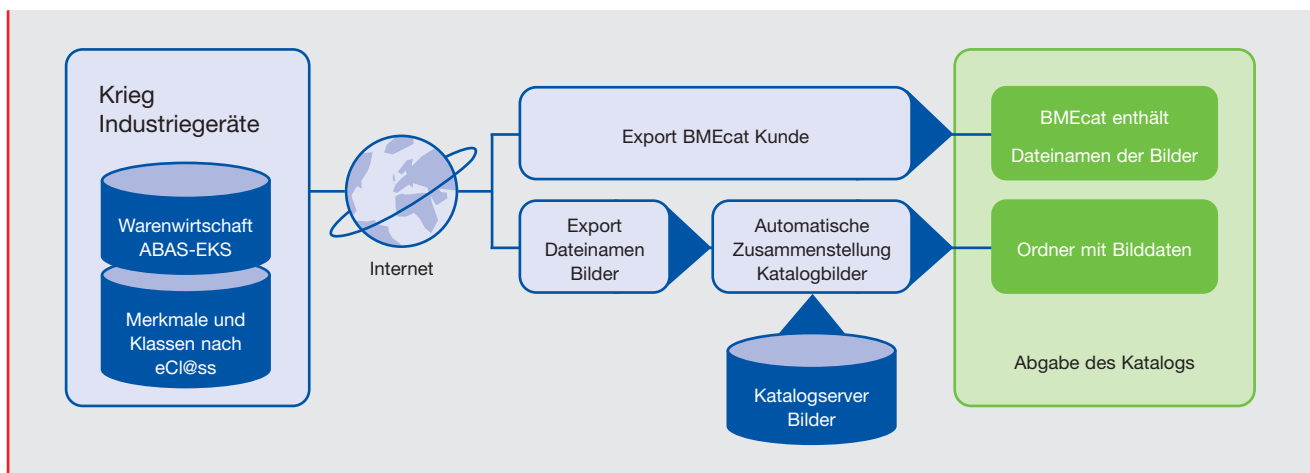 Krieg
Industriegeräte
Warenwirtschaft
ABAS-EKS
Merkmale und
Klassen nach
eCl@ss
Internet
Export BMEcat Kunde
Export
Dateinamen
Bilder
Automatische
Zusammenstellung
Katalogbilder
Katalogserver
Bilder
BMEcat enthält
Dateinamen der Bilder
Ordner mit Bilddaten
Abgabe des Katalogs